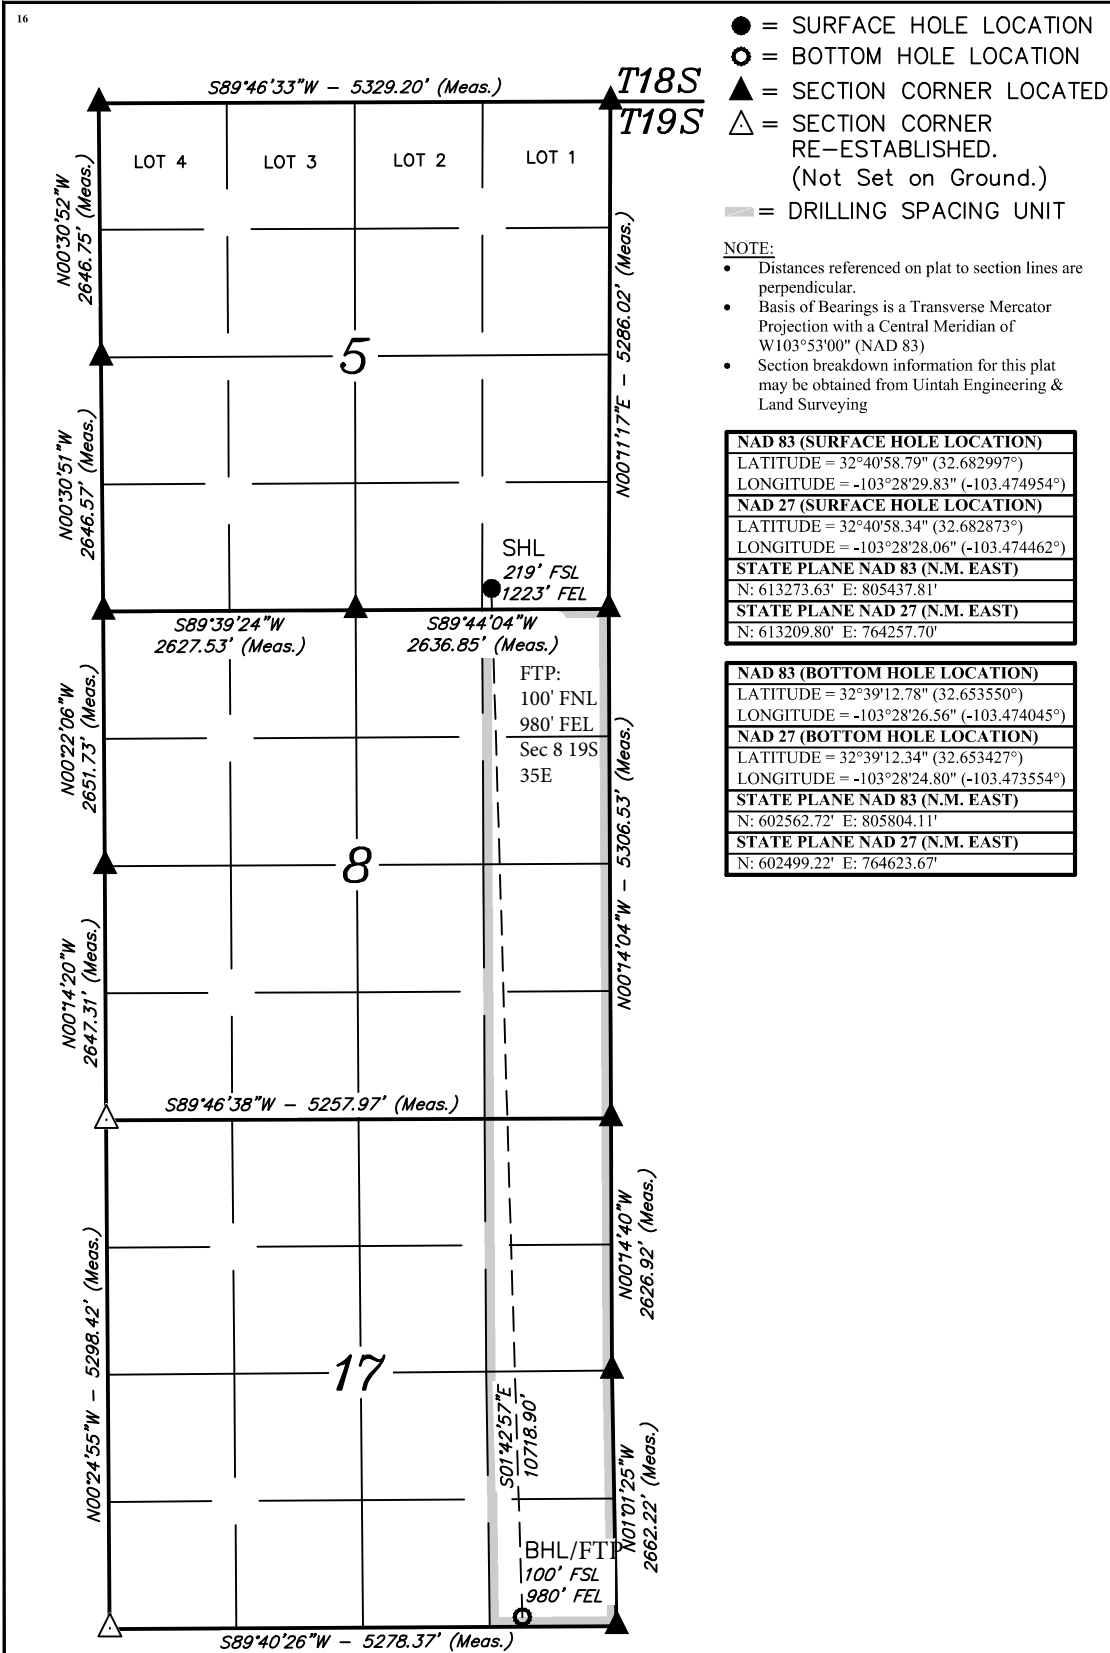 16
● = SURFACE HOLE LOCATION
○ = BOTTOM HOLE LOCATION
▲ = SECTION CORNER LOCATED
△ = SECTION CORNER
RE-ESTABLISHED.
(Not Set on Ground.)
= DRILLING SPACING UNIT
NOTE:
• Distances referenced on plat to section lines are
perpendicular.
• Basis of Bearings is a Transverse Mercator
Projection with a Central Meridian of
W103°53'00" (NAD 83)
• Section breakdown information for this plat
may be obtained from Uintah Engineering &
Land Surveying
NAD 83 (SURFACE HOLE LOCATION)
LATITUDE = 32°40'58.79" (32.682997°)
LONGITUDE = -103°28'29.83" (-103.474954°)
NAD 27 (SURFACE HOLE LOCATION)
LATITUDE = 32°40'58.34" (32.682873°)
LONGITUDE = -103°28'28.06" (-103.474462°)
STATE PLANE NAD 83 (N.M. EAST)
N: 613273.63' E: 805437.81'
STATE PLANE NAD 27 (N.M. EAST)
N: 613209.80' E: 764257.70'
NAD 83 (BOTTOM HOLE LOCATION)
LATITUDE = 32°39'12.78" (32.653550°)
LONGITUDE = -103°28'26.56" (-103.474045°)
NAD 27 (BOTTOM HOLE LOCATION)
LATITUDE = 32°39'12.34" (32.653427°)
LONGITUDE = -103°28'24.80" (-103.473554°)
STATE PLANE NAD 83 (N.M. EAST)
N: 602562.72' E: 805804.11'
STATE PLANE NAD 27 (N.M. EAST)
N: 602499.22' E: 764623.67'
S89°46'33"W – 5329.20' (Meas.)
T18S
T19S
LOT 4
LOT 3
LOT 2
LOT 1
N00°30'52"W
2646.75' (Meas.)
N00°11'17"E – 5286.02' (Meas.)
5
N00°30'51"W
2646.57' (Meas.)
SHL
219' FSL
1223' FEL
S89°39'24"W
2627.53' (Meas.)
S89°44'04"W
2636.85' (Meas.)
FTP:
100' FNL
980' FEL
Sec 8 19S
35E
N00°22'06"W
2651.73' (Meas.)
N00°14'04"W – 5306.53' (Meas.)
8
N00°14'20"W
2647.31' (Meas.)
S89°46'38"W – 5257.97' (Meas.)
N00°14'40"W
2626.92' (Meas.)
N00°24'55"W – 5298.42' (Meas.)
17
S01°42'57"E
10718.90'
N01°01'25"W
2662.22' (Meas.)
BHL/FTP
100' FSL
980' FEL
S89°40'26"W – 5278.37' (Meas.)